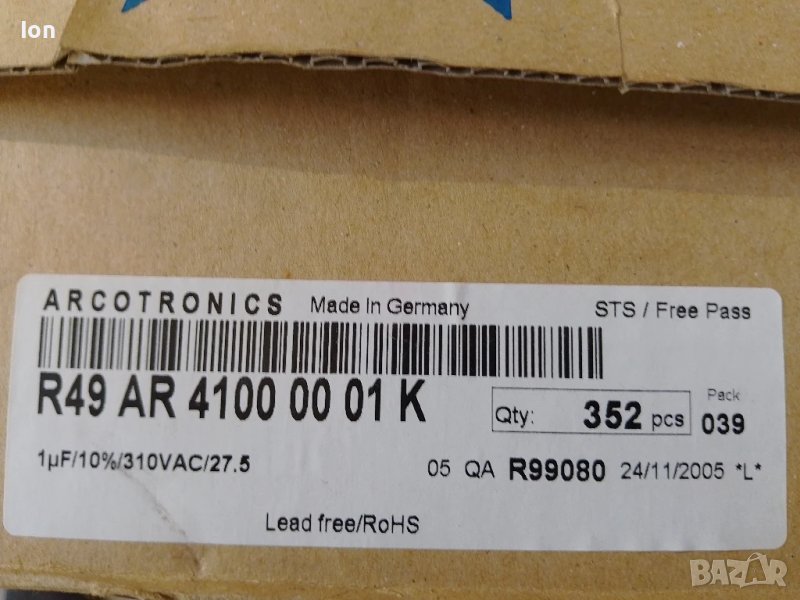 Ion
ARCOTRONICS Made In Germany STS / Free Pass
R49 AR 4100 00 01 K Qty: 352 pcs Pack 039
1µF/10%/310VAC/27.5 05 QA R99080 24/11/2005 *L*
Lead free/RoHS
BAZAR